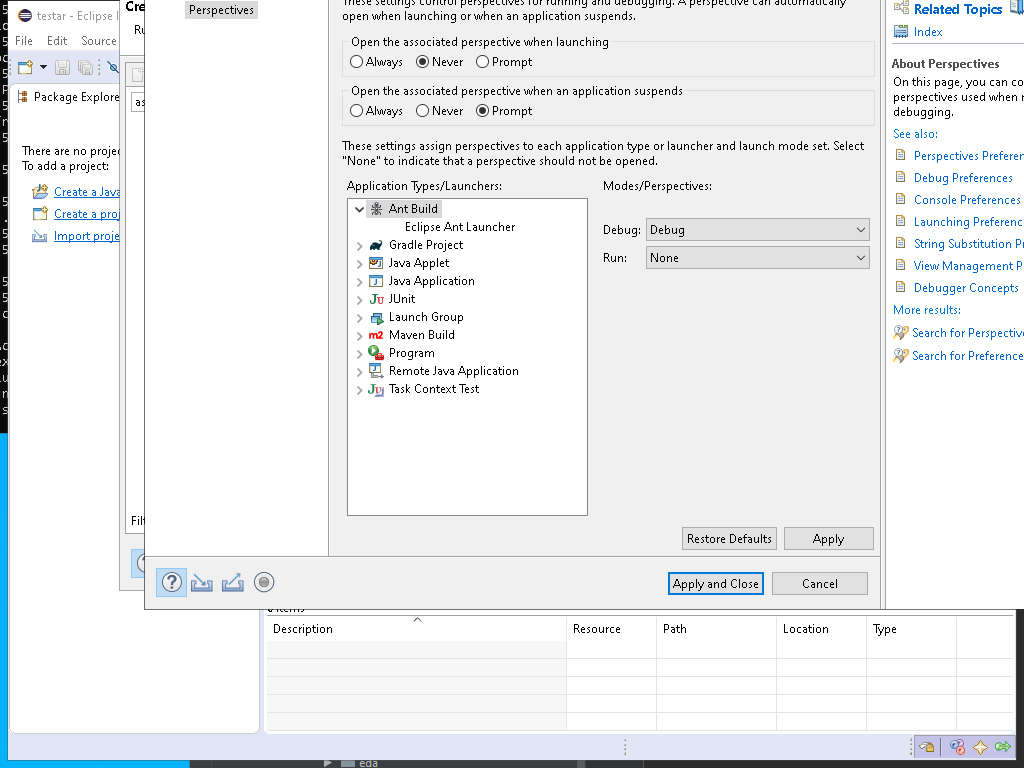 testar - Eclipse I
File Edit Source
Package Explore
There are no proje
To add a project:
Create a Java
Create a proj
Import proje
Cre
Ru
as
Filt
Perspectives
These settings control perspectives for running and debugging. A perspective can automatically
open when launching or when an application suspends.
Open the associated perspective when launching
Always Never Prompt
Open the associated perspective when an application suspends
Always Never Prompt
These settings assign perspectives to each application type or launcher and launch mode set. Select
"None" to indicate that a perspective should not be opened.
Application Types/Launchers:
Ant Build
Eclipse Ant Launcher
Gradle Project
Java Applet
Java Application
JUnit
Launch Group
m2 Maven Build
Program
Remote Java Application
Task Context Test
Modes/Perspectives:
Debug: Debug
Run: None
Restore Defaults Apply
Apply and Close Cancel
Related Topics
Index
About Perspectives
On this page, you can co
perspectives used when r
debugging.
See also:
Perspectives Preferen
Debug Preferences
Console Preferences
Launching Preferenc
String Substitution Pr
View Management P
Debugger Concepts
More results:
Search for Perspective
Search for Preference
0 items
Description Resource Path Location Type
eda